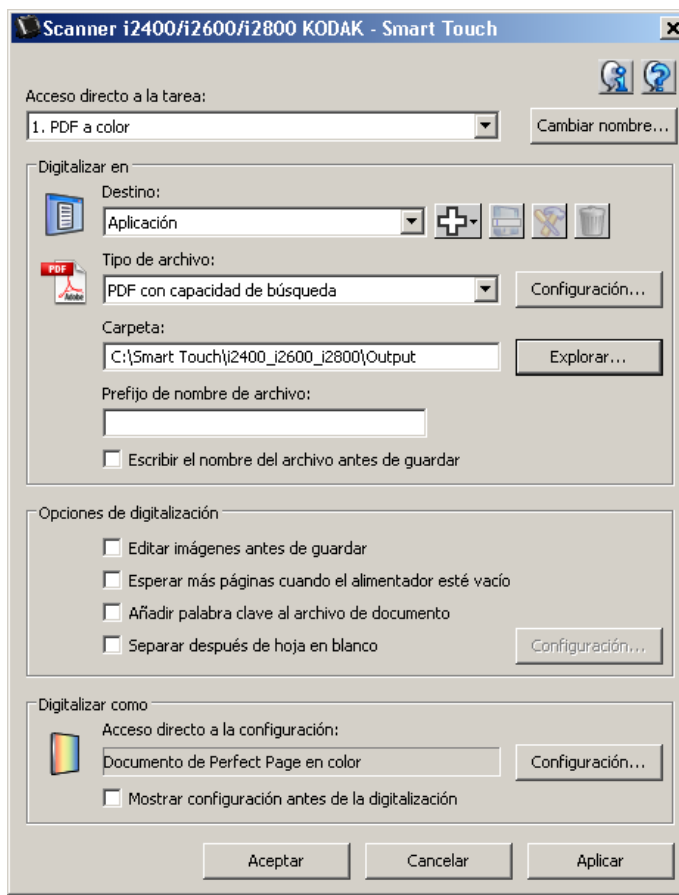 Scanner i2400/i2600/i2800 KODAK - Smart Touch
Acceso directo a la tarea:
1. PDF a color
Cambiar nombre...
Digitalizar en
Destino:
Aplicación
Tipo de archivo:
PDF
Adobe
PDF con capacidad de búsqueda
Configuración...
Carpeta:
C:\Smart Touch\i2400_i2600_i2800\Output
Explorar...
Prefijo de nombre de archivo:
Escribir el nombre del archivo antes de guardar
Opciones de digitalización
Editar imágenes antes de guardar
Esperar más páginas cuando el alimentador esté vacío
Añadir palabra clave al archivo de documento
Separar después de hoja en blanco
Configuración...
Digitalizar como
Acceso directo a la configuración:
Documento de Perfect Page en color
Configuración...
Mostrar configuración antes de la digitalización
Aceptar
Cancelar
Aplicar